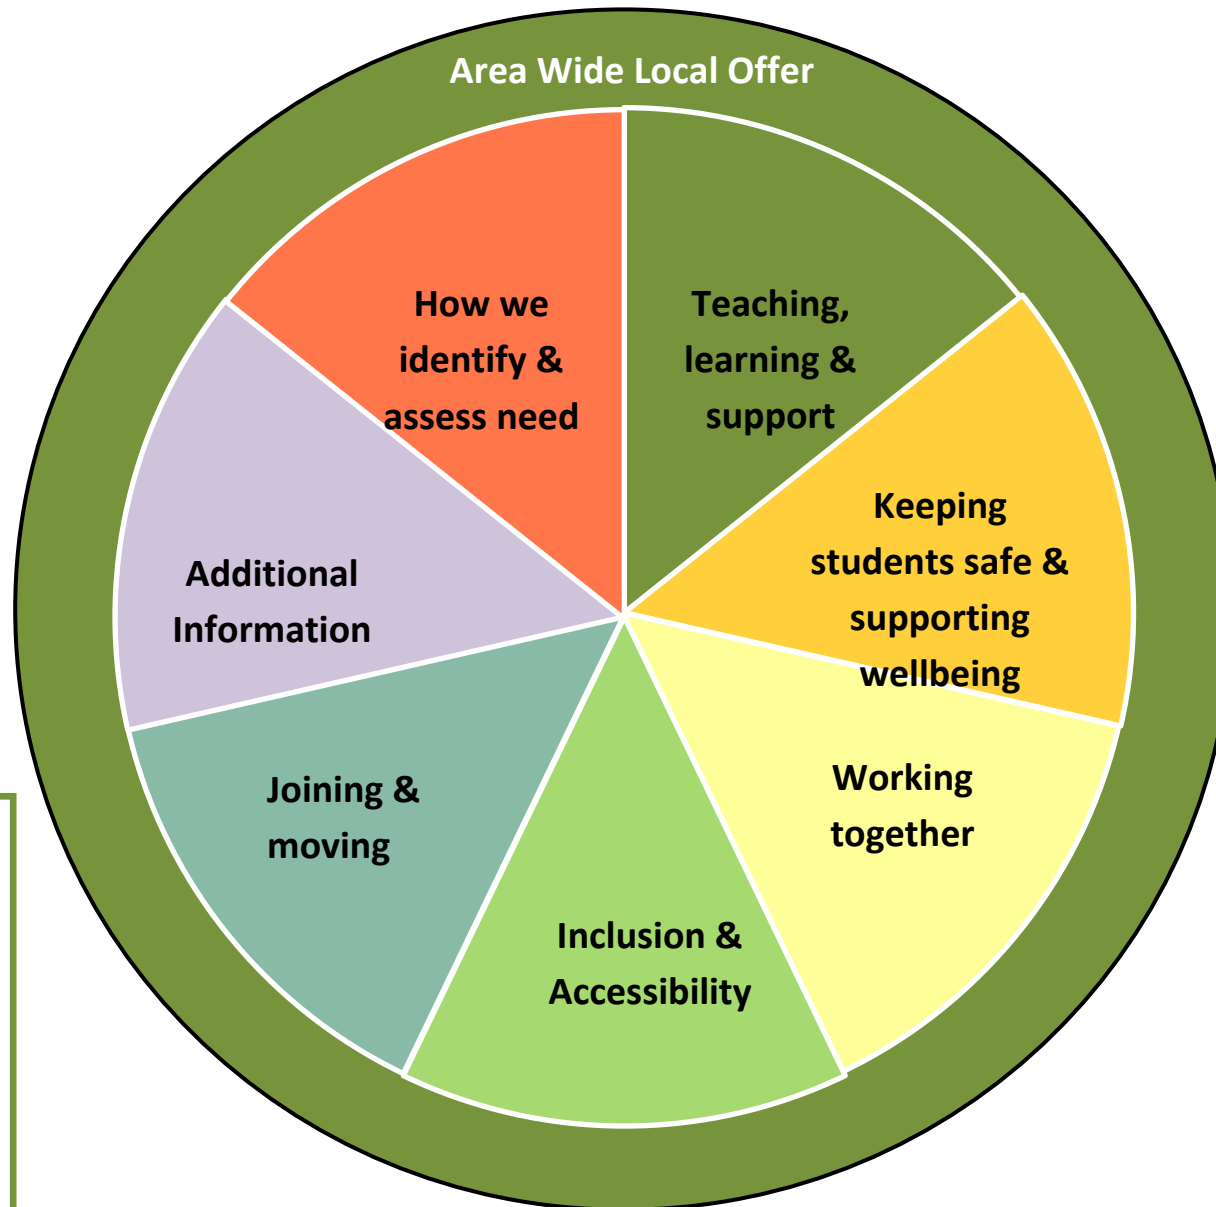 Area Wide Local Offer
How we
identify &
assess need
Teaching,
learning &
support
Keeping
students safe &
supporting
wellbeing
Additional
Information
Working
together
Joining &
moving
Inclusion &
Accessibility